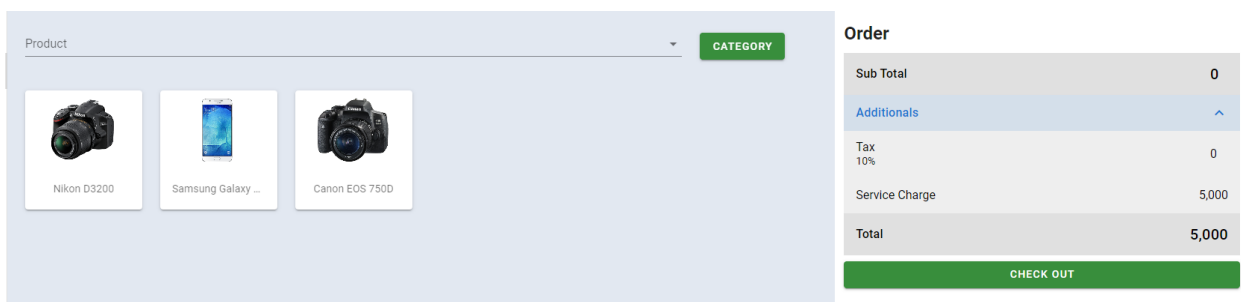 Product
CATEGORY
Nikon D3200
Samsung Galaxy ...
Canon EOS 750D
Order
Sub Total 0
Additionals
Tax 0
10%
Service Charge 5,000
Total 5,000
CHECK OUT